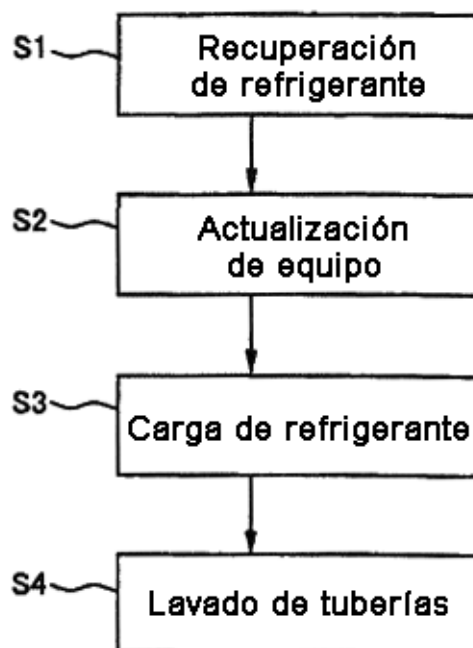 S1
Recuperación
de refrigerante
S2
Actualización
de equipo
S3
Carga de refrigerante
S4
Lavado de tuberías